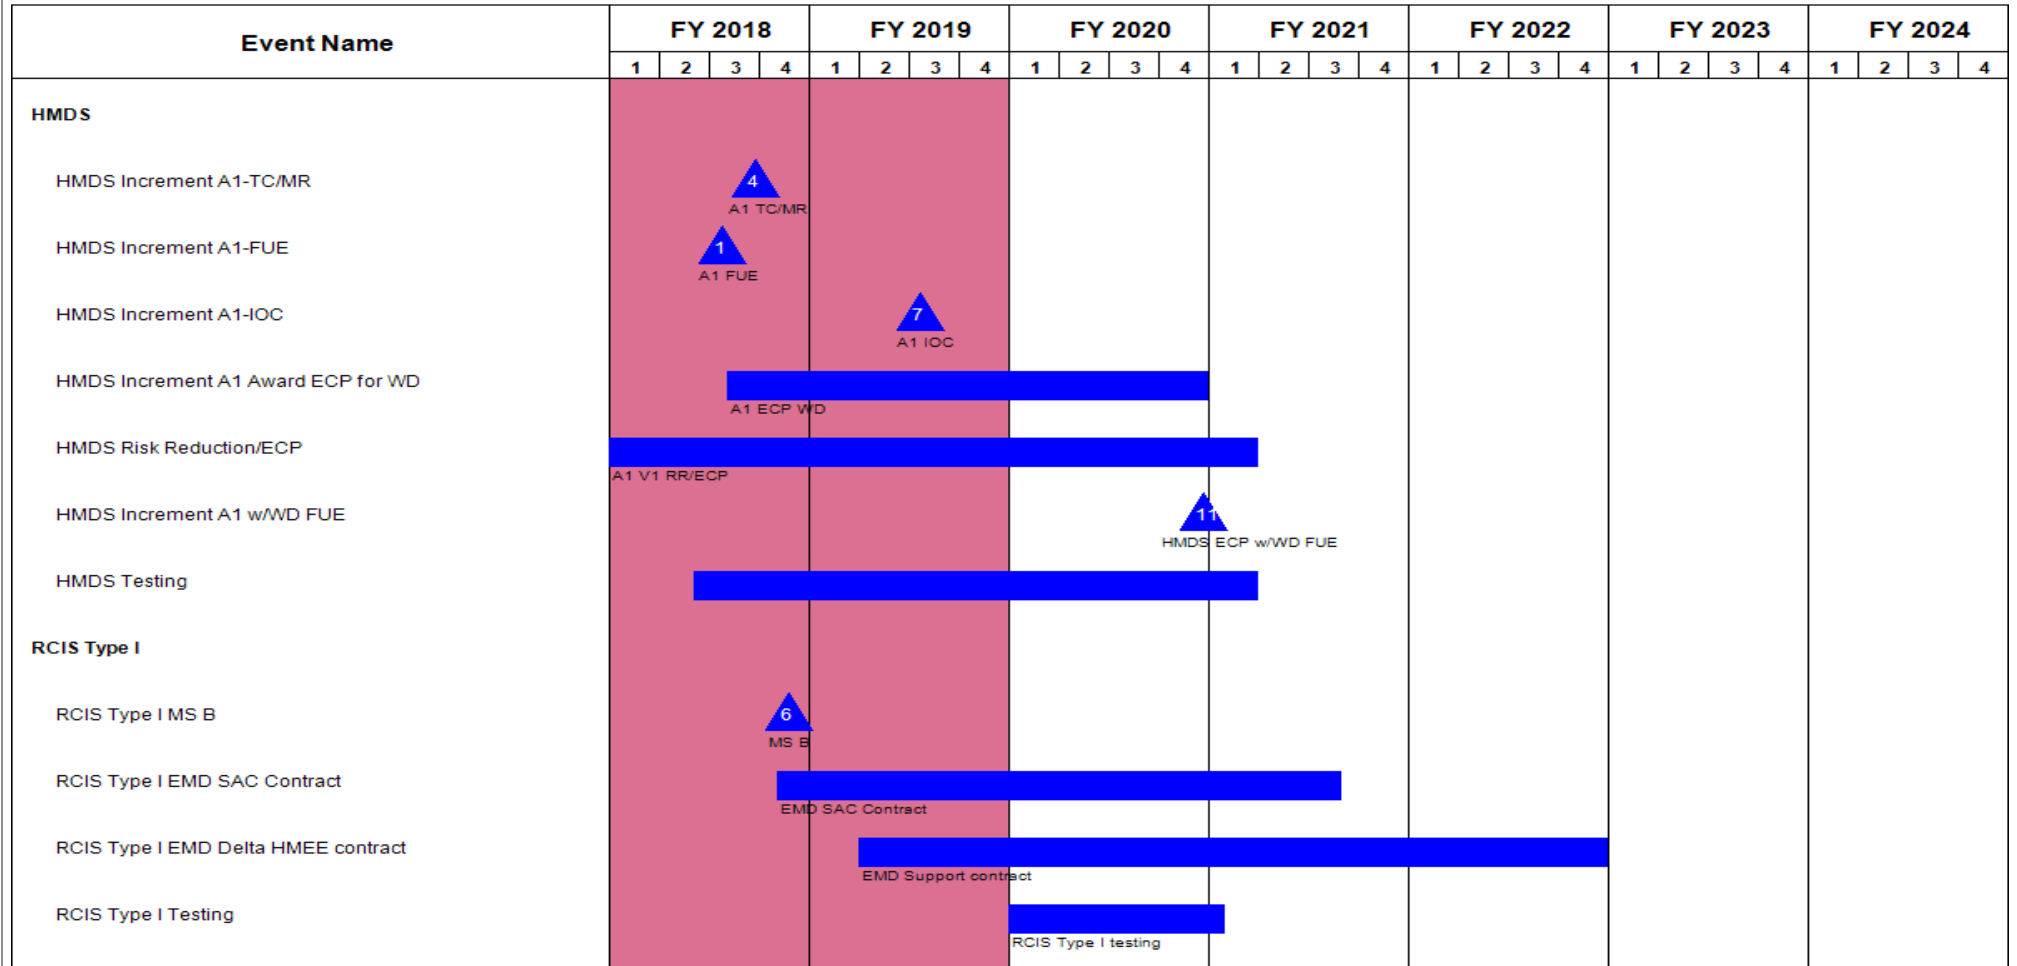 Event Name
FY 2018 FY 2019 FY 2020 FY 2021 FY 2022 FY 2023 FY 2024
1 2 3 4 1 2 3 4 1 2 3 4 1 2 3 4 1 2 3 4 1 2 3 4 1 2 3 4
HMDS
HMDS Increment A1-TC/MR
4
A1 TC/MR
HMDS Increment A1-FUE
1
A1 FUE
HMDS Increment A1-IOC
7
A1 IOC
HMDS Increment A1 Award ECP for WD
A1 ECP WD
HMDS Risk Reduction/ECP
A1 V1 RR/ECP
HMDS Increment A1 w/WD FUE
11
HMDS ECP w/WD FUE
HMDS Testing
RCIS Type I
RCIS Type I MS B
6
MS B
RCIS Type I EMD SAC Contract
EMD SAC Contract
RCIS Type I EMD Delta HMEE contract
EMD Support contract
RCIS Type I Testing
RCIS Type I testing